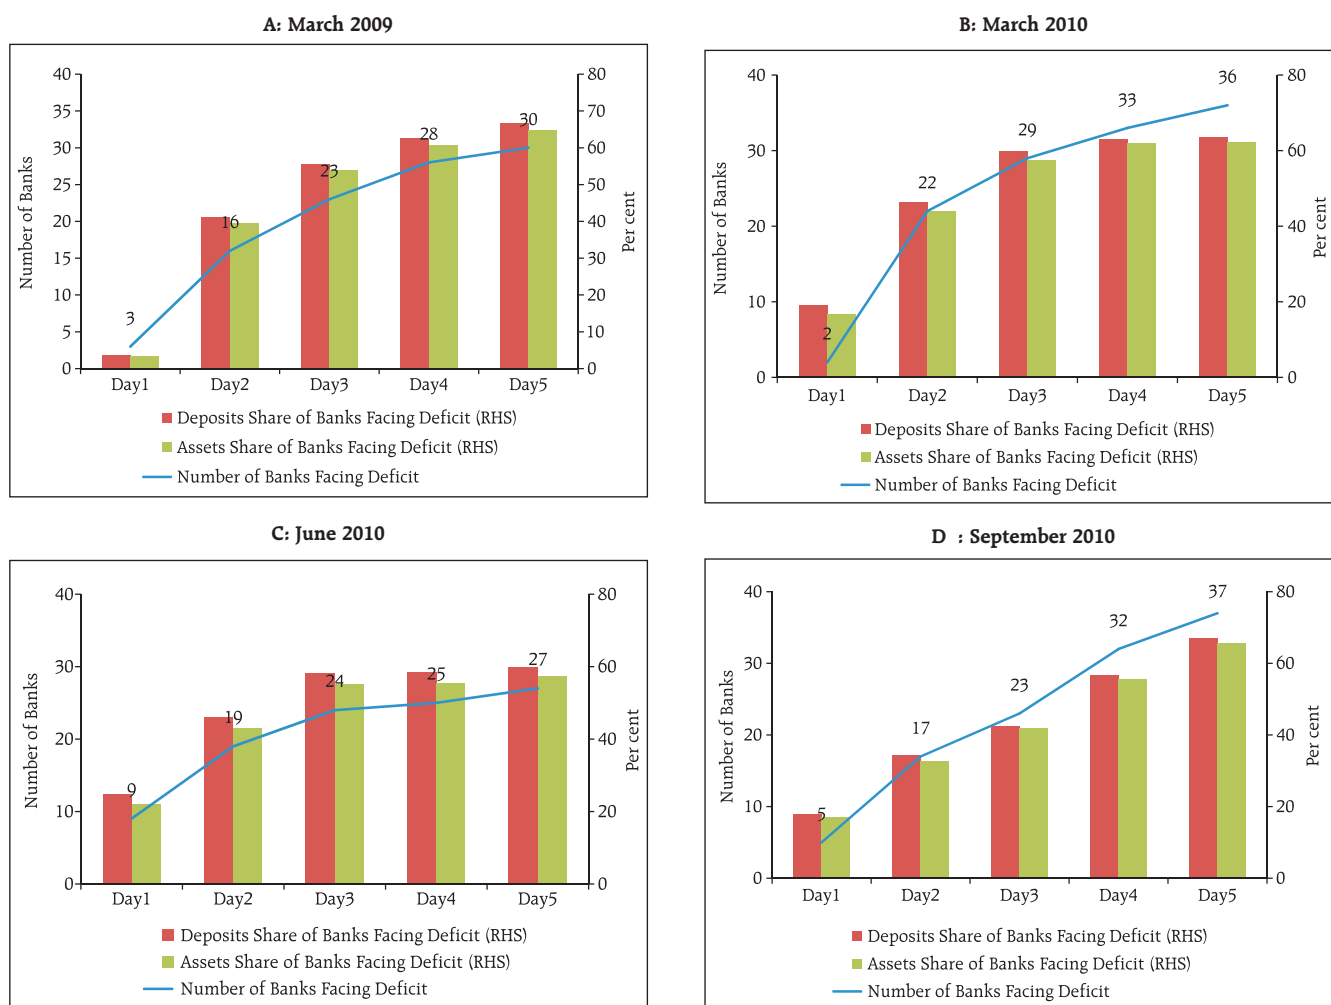 A: March 2009
40
35
30
25
20
15
10
5
0
Number of Banks
80
70
60
50
40
30
20
10
0
Per cent
3
16
23
28
30
Day1 Day2 Day3 Day4 Day5
Deposits Share of Banks Facing Deficit (RHS)
Assets Share of Banks Facing Deficit (RHS)
Number of Banks Facing Deficit
B: March 2010
40
30
20
10
0
Number of Banks
80
60
40
20
0
Per cent
2
22
29
33
36
Day1 Day2 Day3 Day4 Day5
Deposits Share of Banks Facing Deficit (RHS)
Assets Share of Banks Facing Deficit (RHS)
Number of Banks Facing Deficit
C: June 2010
40
30
20
10
0
Number of Banks
80
60
40
20
0
Per cent
9
19
24
25
27
Day1 Day2 Day3 Day4 Day5
Deposits Share of Banks Facing Deficit (RHS)
Assets Share of Banks Facing Deficit (RHS)
Number of Banks Facing Deficit
D : September 2010
40
30
20
10
0
Number of Banks
80
60
40
20
0
Per cent
5
17
23
32
37
Day1 Day2 Day3 Day4 Day5
Deposits Share of Banks Facing Deficit (RHS)
Assets Share of Banks Facing Deficit (RHS)
Number of Banks Facing Deficit